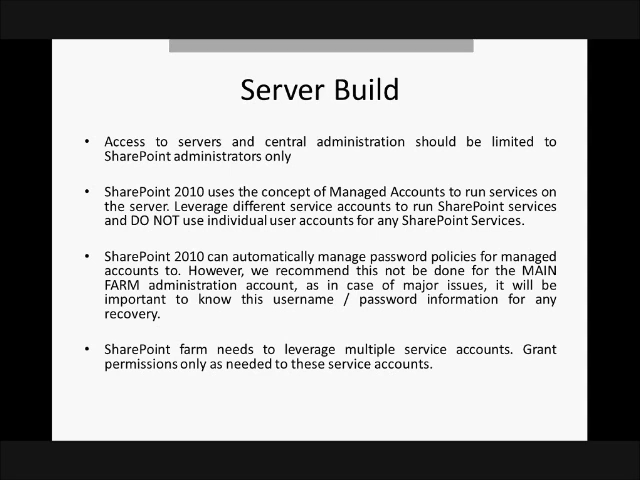 Server Build
• Access to servers and central administration should be limited to
SharePoint administrators only
• SharePoint 2010 uses the concept of Managed Accounts to run services on
the server. Leverage different service accounts to run SharePoint services
and DO NOT use individual user accounts for any SharePoint Services.
• SharePoint 2010 can automatically manage password policies for managed
accounts to. However, we recommend this not be done for the MAIN
FARM administration account, as in case of major issues, it will be
important to know this username / password information for any
recovery.
• SharePoint farm needs to leverage multiple service accounts. Grant
permissions only as needed to these service accounts.